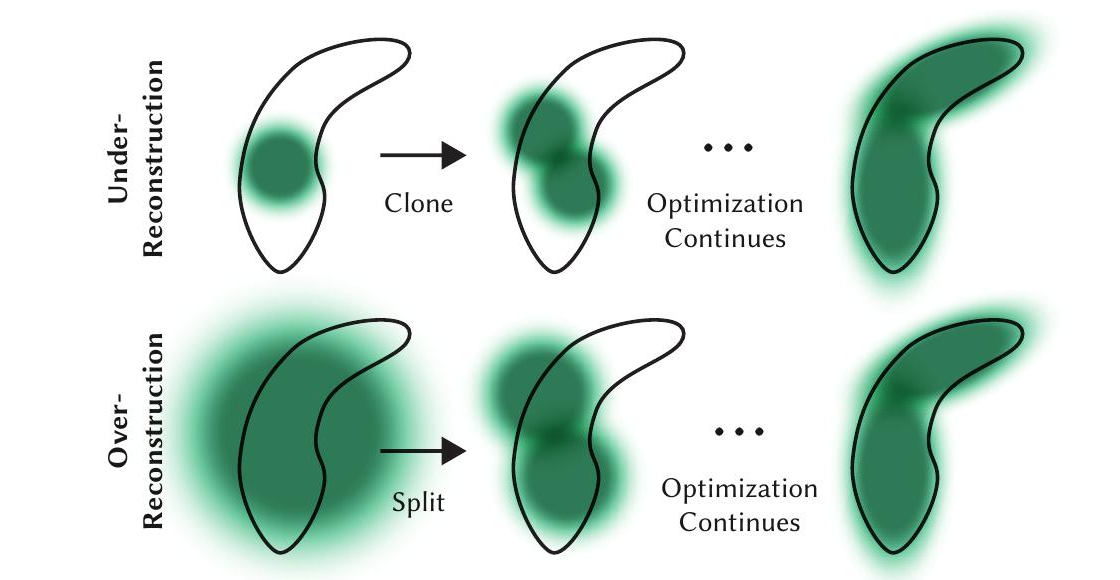 Under-
Reconstruction
Clone
Optimization
Continues
Over-
Reconstruction
Split
Optimization
Continues